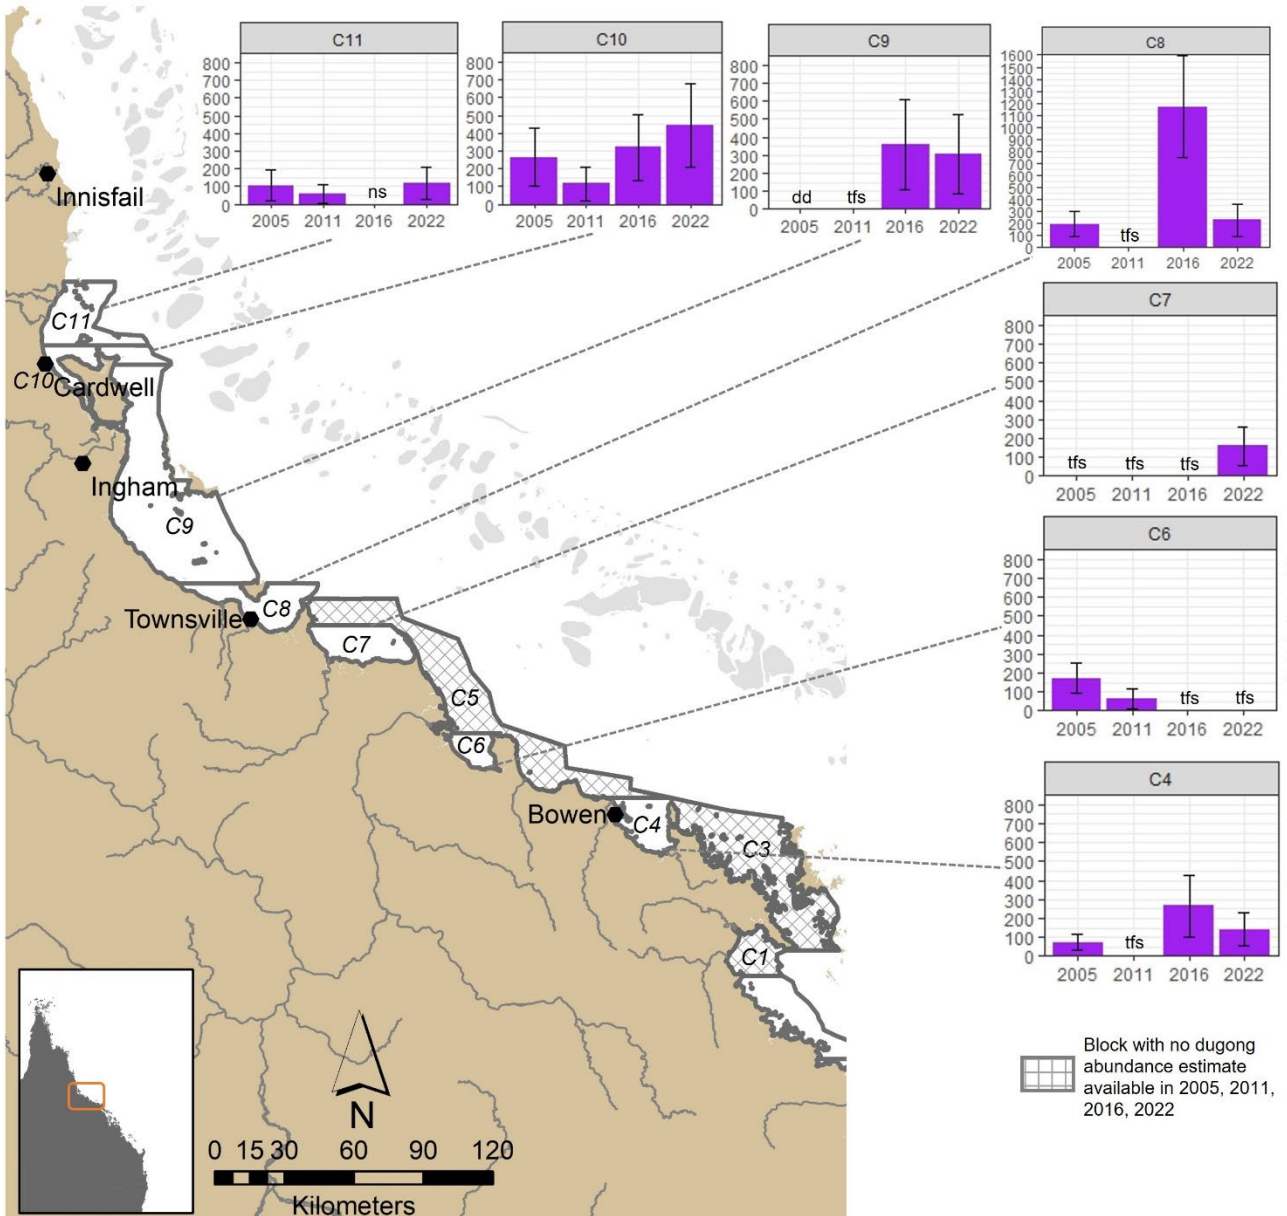 C11
800
700
600
500
400
300
200
100
0
ns
2005 2011 2016 2022
C10
800
700
600
500
400
300
200
100
0
2005 2011 2016 2022
C9
800
700
600
500
400
300
200
100
0
dd tfs
2005 2011 2016 2022
C8
1600
1500
1400
1300
1200
1100
1000
900
800
700
600
500
400
300
200
100
0
tfs
2005 2011 2016 2022
C7
800
700
600
500
400
300
200
100
0
tfs tfs tfs
2005 2011 2016 2022
C6
800
700
600
500
400
300
200
100
0
tfs tfs
2005 2011 2016 2022
C4
800
700
600
500
400
300
200
100
0
tfs
2005 2011 2016 2022
Innisfail
C11
C10
Cardwell
Ingham
C9
Townsville
C8
C7
C5
C6
Bowen
C4
C3
C1
N
0 15 30 60 90 120
Kilometers
Block with no dugong
abundance estimate
available in 2005, 2011,
2016, 2022